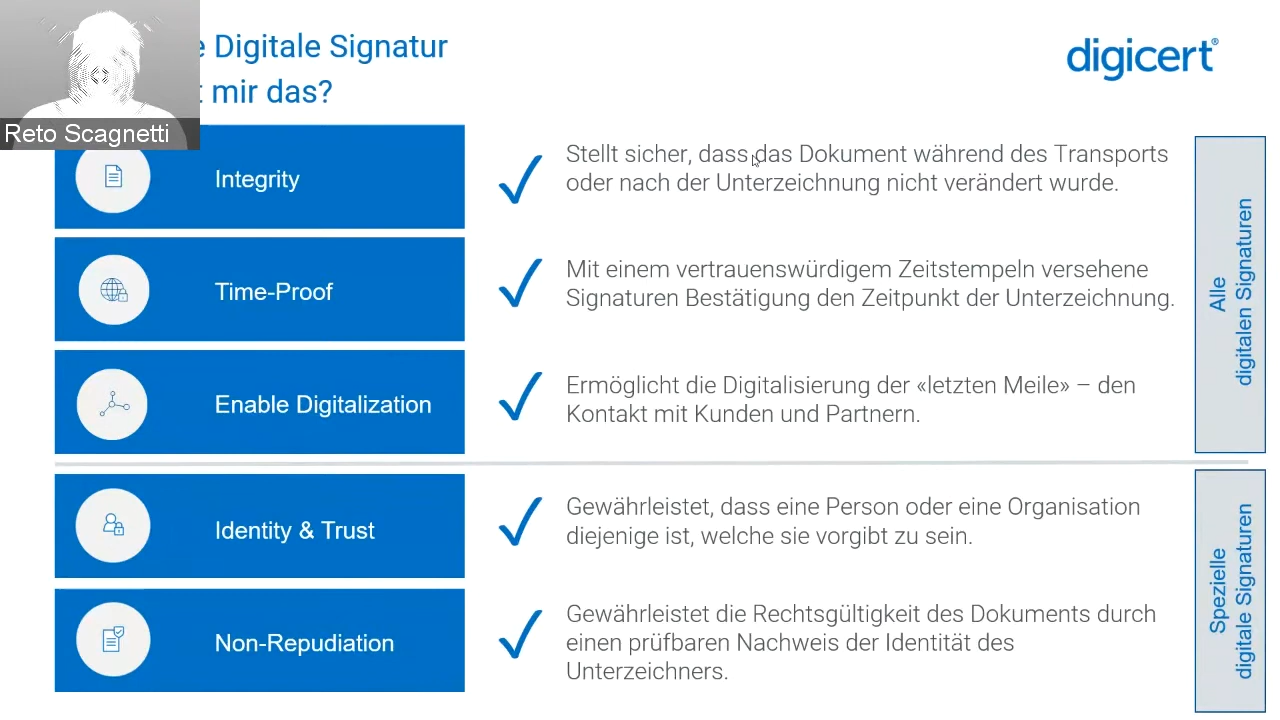 e Digitale Signatur
t mir das?
digicert®
Reto Scagnetti
Integrity
Stellt sicher, dass das Dokument während des Transports
oder nach der Unterzeichnung nicht verändert wurde.
Time-Proof
Mit einem vertrauenswürdigem Zeitstempeln versehene
Signaturen Bestätigung den Zeitpunkt der Unterzeichnung.
Enable Digitalization
Ermöglicht die Digitalisierung der «letzten Meile» – den
Kontakt mit Kunden und Partnern.
Alle
digitalen Signaturen
Identity & Trust
Gewährleistet, dass eine Person oder eine Organisation
diejenige ist, welche sie vorgibt zu sein.
Non-Repudiation
Gewährleistet die Rechtsgültigkeit des Dokuments durch
einen prüfbaren Nachweis der Identität des
Unterzeichners.
Spezielle
digitale Signaturen